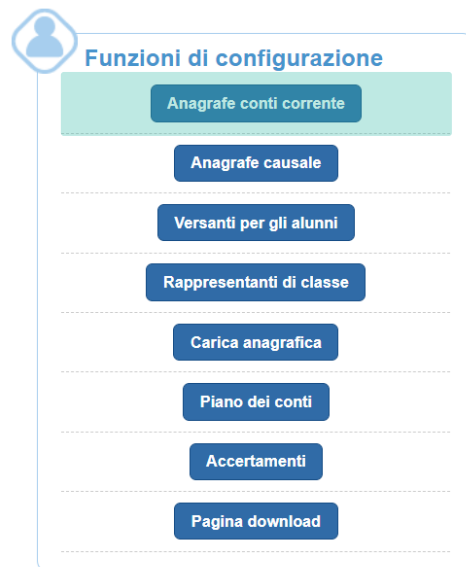 Funzioni di configurazione
Anagrafe conti corrente
Anagrafe causale
Versanti per gli alunni
Rappresentanti di classe
Carica anagrafica
Piano dei conti
Accertamenti
Pagina download